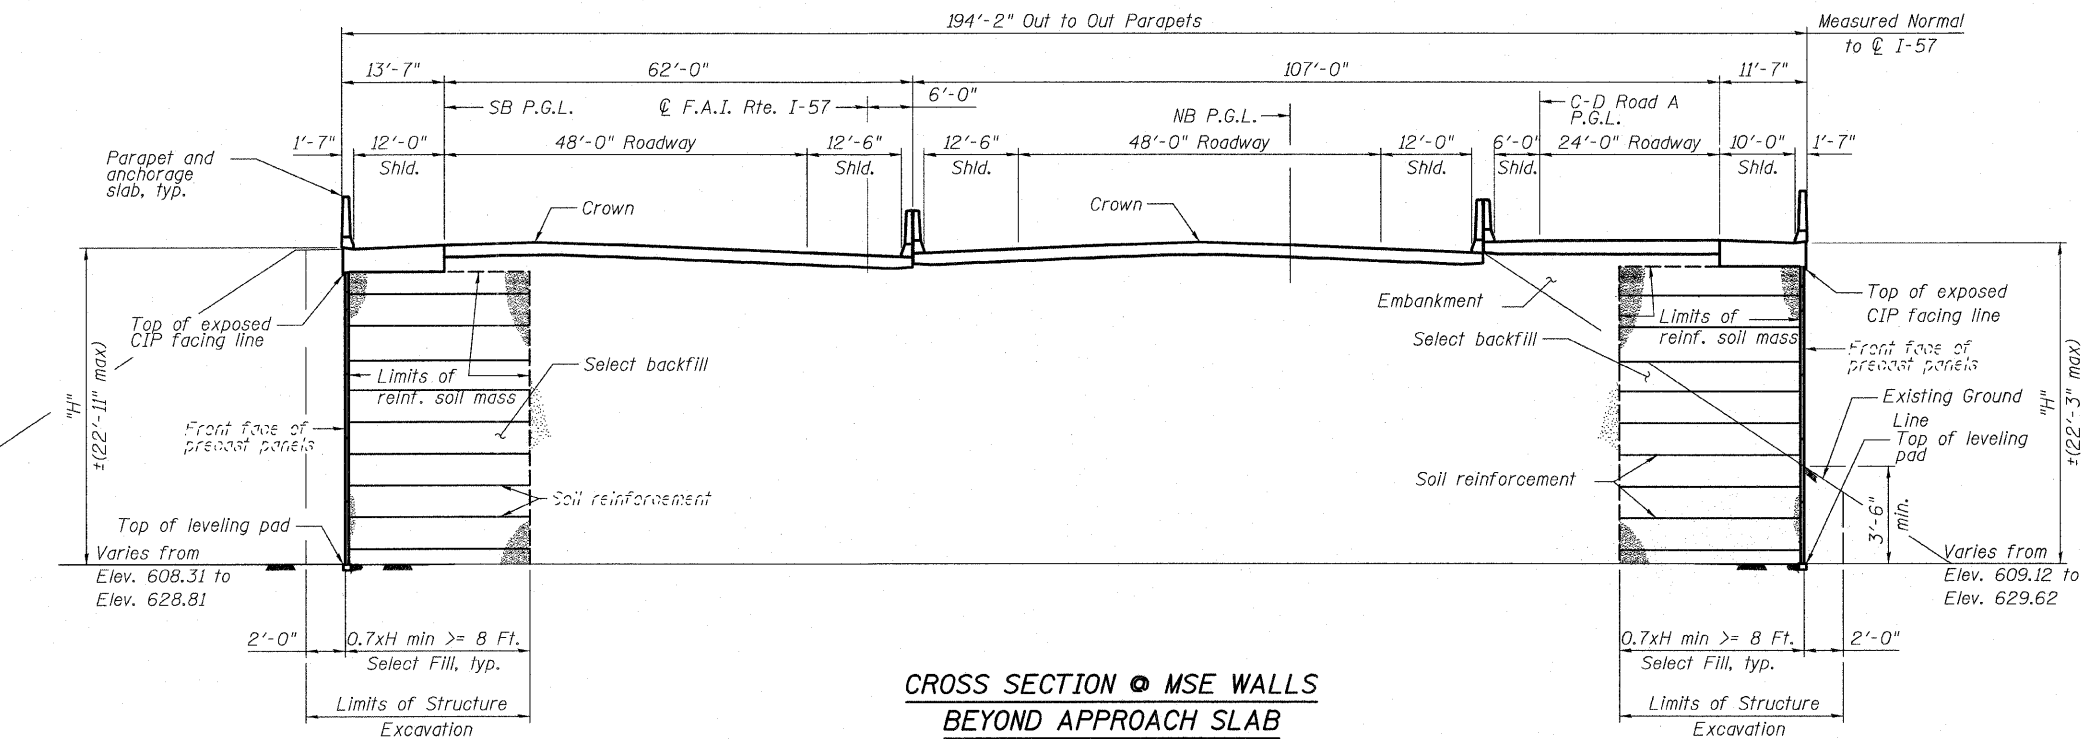 194'-2" Out to Out Parapets
Measured Normal
to ℄ I-57
13'-7"
62'-0"
107'-0"
11'-7"
SB P.G.L.
℄ F.A.I. Rte. I-57
6'-0"
NB P.G.L.
C-D Road A
P.G.L.
1'-7"
12'-0"
Shld.
48'-0" Roadway
12'-6"
Shld.
12'-6"
Shld.
48'-0" Roadway
12'-0"
Shld.
6'-0"
Shld.
24'-0" Roadway
10'-0"
Shld.
1'-7"
Parapet and
anchorage
slab, typ.
Crown
Crown
Top of exposed
CIP facing line
Embankment
Top of exposed
CIP facing line
Limits of
reinf. soil mass
Select backfill
Select backfill
Front face of
precast panels
Limits of
reinf. soil mass
"H"
±(22'-11" max)
"H"
±(22'-3" max)
Existing Ground
Line
Front face of
precast panels
Top of leveling
pad
Soil reinforcement
Soil reinforcement
3'-6"
min.
Top of leveling pad
Varies from
Elev. 608.31 to
Elev. 628.81
Varies from
Elev. 609.12 to
Elev. 629.62
2'-0"
0.7xH min >= 8 Ft.
Select Fill, typ.
0.7xH min >= 8 Ft.
Select Fill, typ.
2'-0"
Limits of Structure
Excavation
Limits of Structure
Excavation
CROSS SECTION @ MSE WALLS
BEYOND APPROACH SLAB